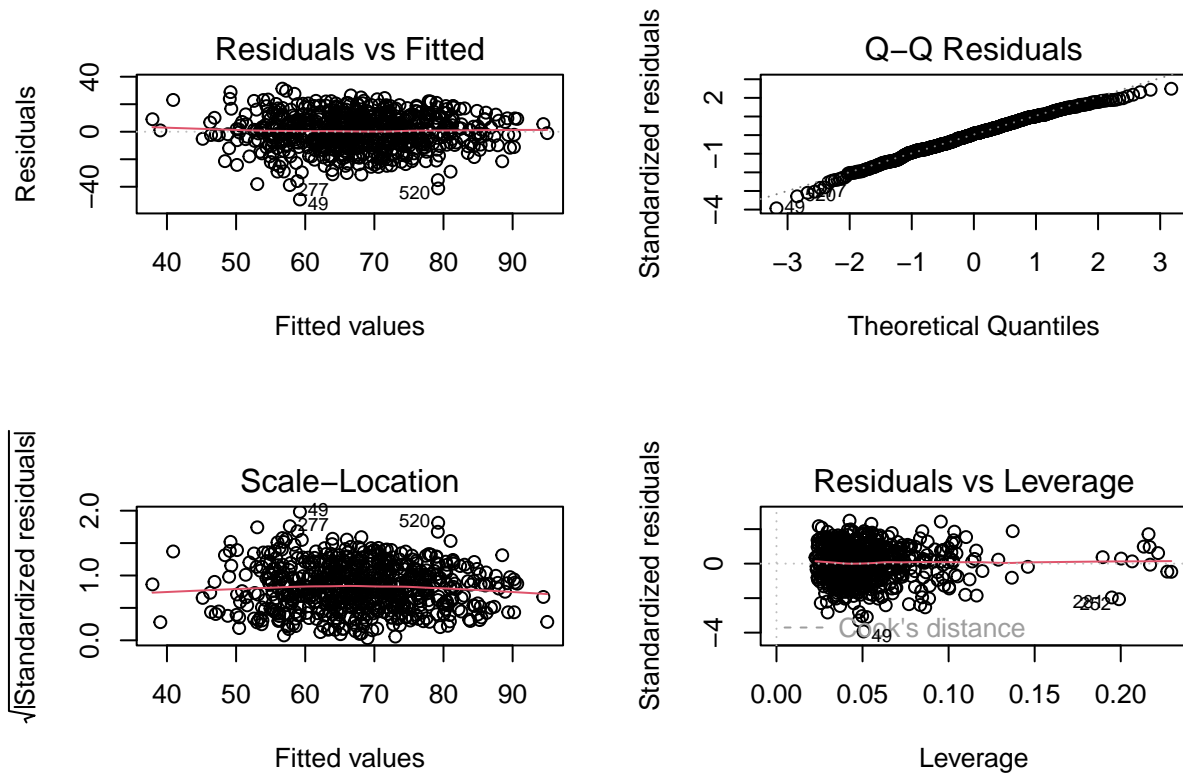 Residuals vs Fitted
Residuals
40
0
−40
277
49
520
40 50 60 70 80 90
Fitted values
Q−Q Residuals
Standardized residuals
2
−1
−4
49
−3 −2 −1 0 1 2 3
Theoretical Quantiles
Scale−Location
√|Standardized residuals|
2.0
1.0
0.0
49
277
520
40 50 60 70 80 90
Fitted values
Residuals vs Leverage
Standardized residuals
0
−4
Cook's distance
49
0.00 0.05 0.10 0.15 0.20
Leverage